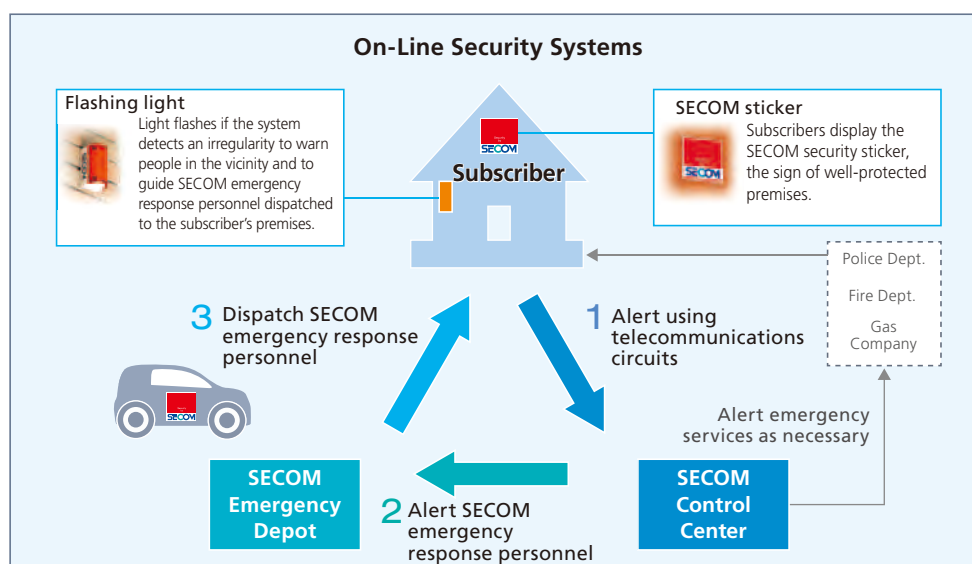 On-Line Security Systems
Flashing light
Light flashes if the system
detects an irregularity to warn
people in the vicinity and to
guide SECOM emergency
response personnel dispatched
to the subscriber's premises.
SECOM
Subscriber
SECOM sticker
SECOM
Subscribers display the
SECOM security sticker,
the sign of well-protected
premises.
Police Dept.
Fire Dept.
Gas
Company
3 Dispatch SECOM
emergency response
personnel
1 Alert using
telecommunications
circuits
SECOM
Alert emergency
services as necessary
SECOM
Emergency
Depot
2 Alert SECOM
emergency
response personnel
SECOM
Control
Center